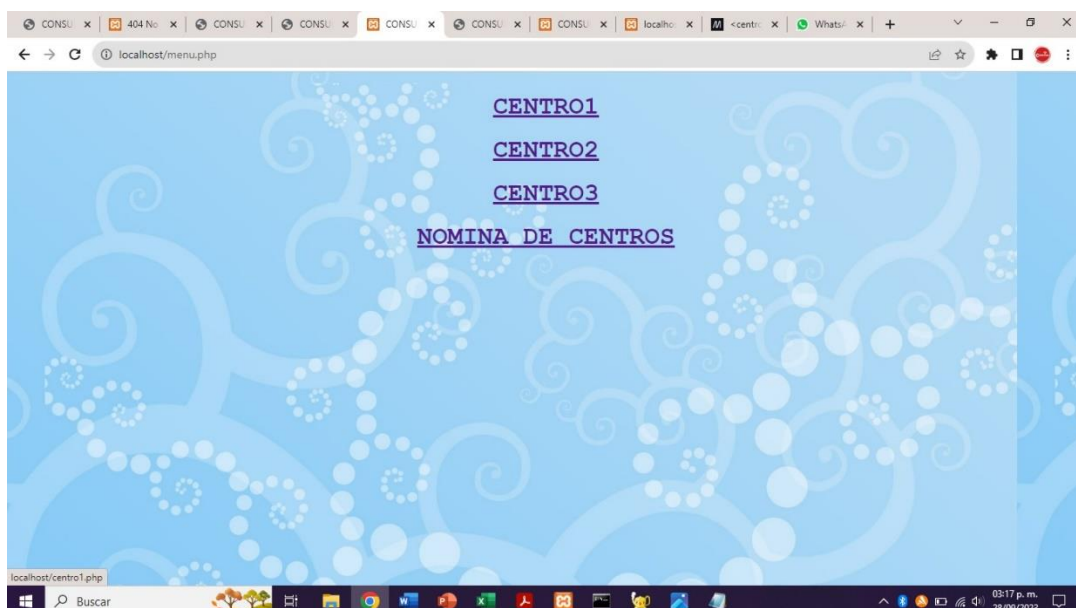 CONSU
404 No
CONSU
CONSU
CONSU
CONSU
CONSU
localho
<centro
WhatsA
localhost/menu.php
CENTRO1
CENTRO2
CENTRO3
NOMINA DE CENTROS
localhost/centro1.php
Buscar
03:17 p. m.